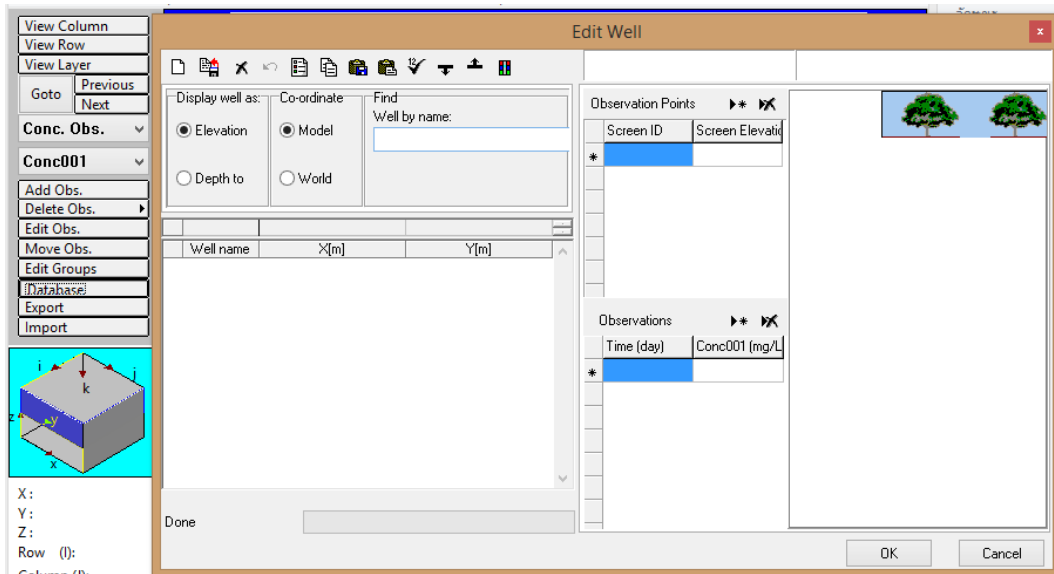 View Column
View Row
View Layer
Goto
Previous
Next
Conc. Obs.
Conc001
Add Obs.
Delete Obs.
Edit Obs.
Move Obs.
Edit Groups
Database
Export
Import
i
j
k
z
y
x
X:
Y:
Z:
Row (I):
Edit Well
x
Display well as:
Elevation
Depth to
Co-ordinate
Model
World
Find
Well by name:
Well name X[m] Y[m]
Done
Observation Points
Screen ID Screen Elevatio
*
Observations
Time (day) Conc001 (mg/L
*
OK Cancel